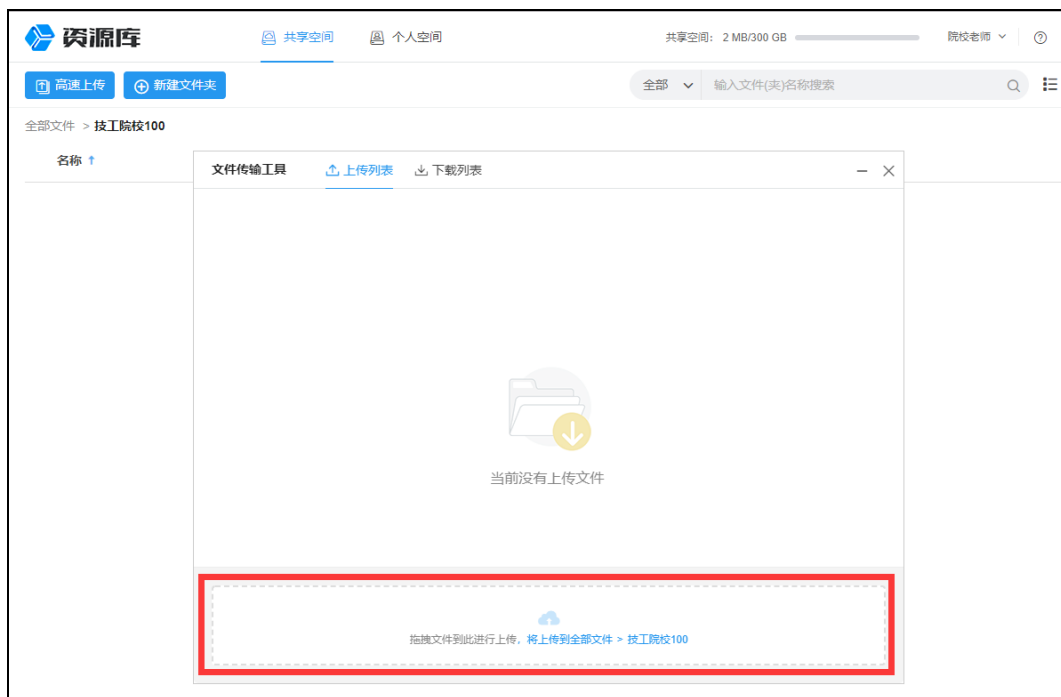 资源库 共享空间 个人空间 共享空间： 2 MB/300 GB 院校老师
高速上传 新建文件夹 全部 输入文件(夹)名称搜索
全部文件 > 技工院校100
名称
文件传输工具 上传列表 下载列表
当前没有上传文件
拖拽文件到此进行上传，将上传到全部文件 > 技工院校100